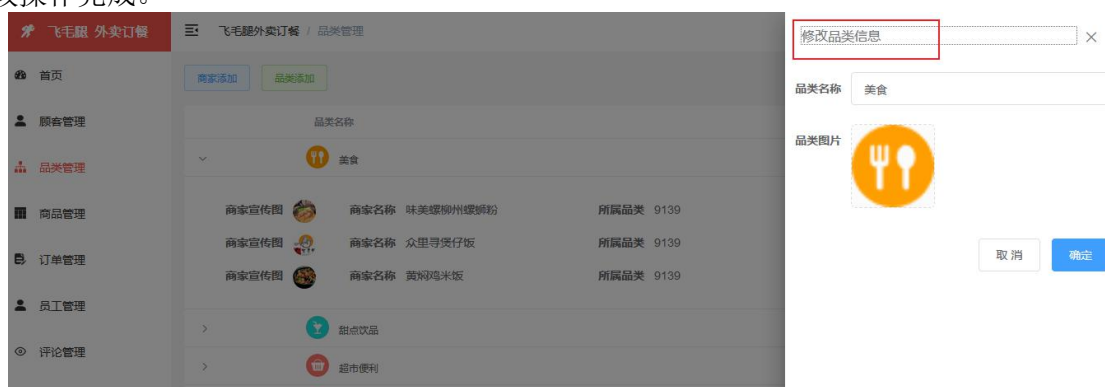 飞毛腿 外卖订餐
飞毛腿外卖订餐 / 品类管理
首页
顾客管理
品类管理
商品管理
订单管理
员工管理
评论管理
商家添加 品类添加
品类名称
美食
商家宣传图 商家名称 味美螺柳州螺蛳粉 所属品类 9139
商家宣传图 商家名称 众里寻煲仔饭 所属品类 9139
商家宣传图 商家名称 黄焖鸡米饭 所属品类 9139
甜点饮品
超市便利
修改品类信息
品类名称 美食
品类图片
取消 确定